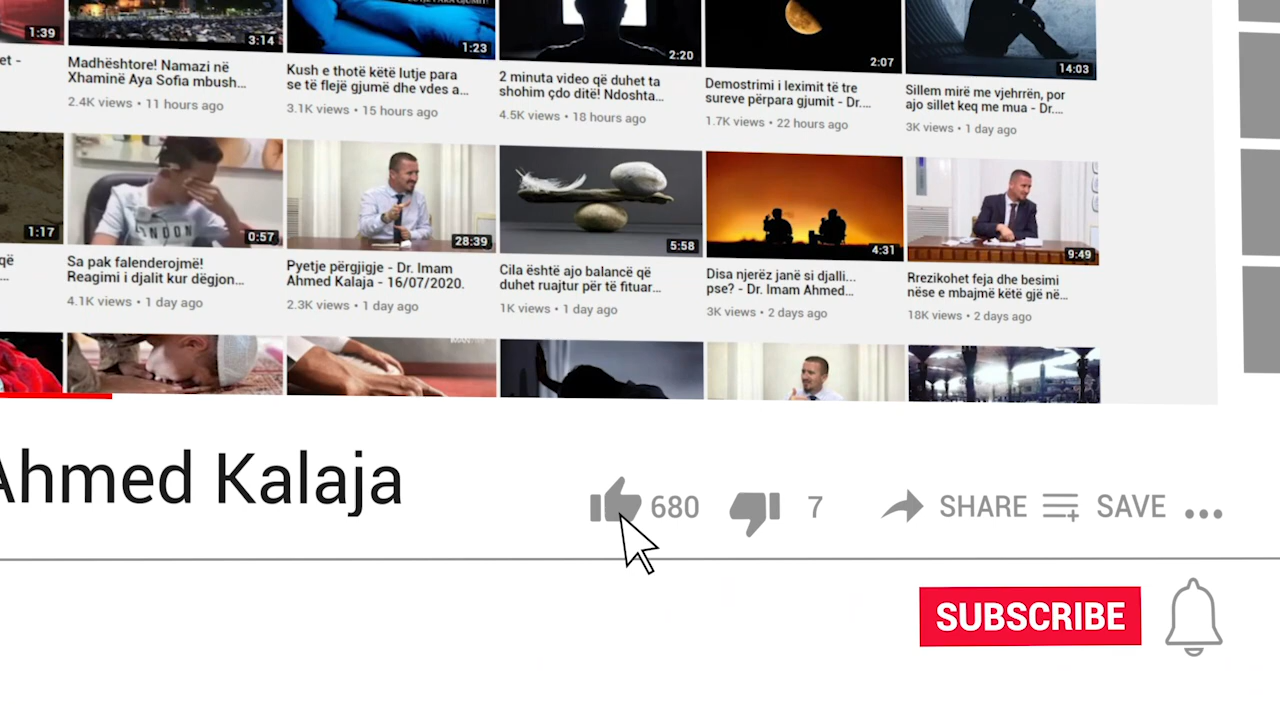 1:39
3:14
1:23
2:20
2:07
14:03
et -
Madhështore! Namazi në
Xhaminë Aya Sofia mbush...
2.4K views • 11 hours ago
Kush e thotë këtë lutje para
se të flejë gjumë dhe vdes a...
3.1K views • 15 hours ago
2 minuta video që duhet ta
shohim çdo ditë! Ndoshta...
4.5K views • 18 hours ago
Demostrimi i leximit të tre
sureve përpara gjumit - Dr....
1.7K views • 22 hours ago
Sillem mirë me vjehrrën, por
ajo sillet keq me mua - Dr....
3K views • 1 day ago
1:17
LONDON
0:57
28:39
5:58
4:31
9:49
që
...
Sa pak falenderojmë!
Reagimi i djalit kur dëgjon...
4.1K views • 1 day ago
Pyetje përgjigje - Dr. Imam
Ahmed Kalaja - 16/07/2020.
2.3K views • 1 day ago
Cila është ajo balancë që
duhet ruajtur për të fituar...
1K views • 1 day ago
Disa njerëz janë si djalli...
pse? - Dr. Imam Ahmed...
3K views • 2 days ago
Rrezikohet feja dhe besimi
nëse e mbajmë këtë gjë në...
18K views • 2 days ago
Ahmed Kalaja
680
7
SHARE
SAVE
SUBSCRIBE